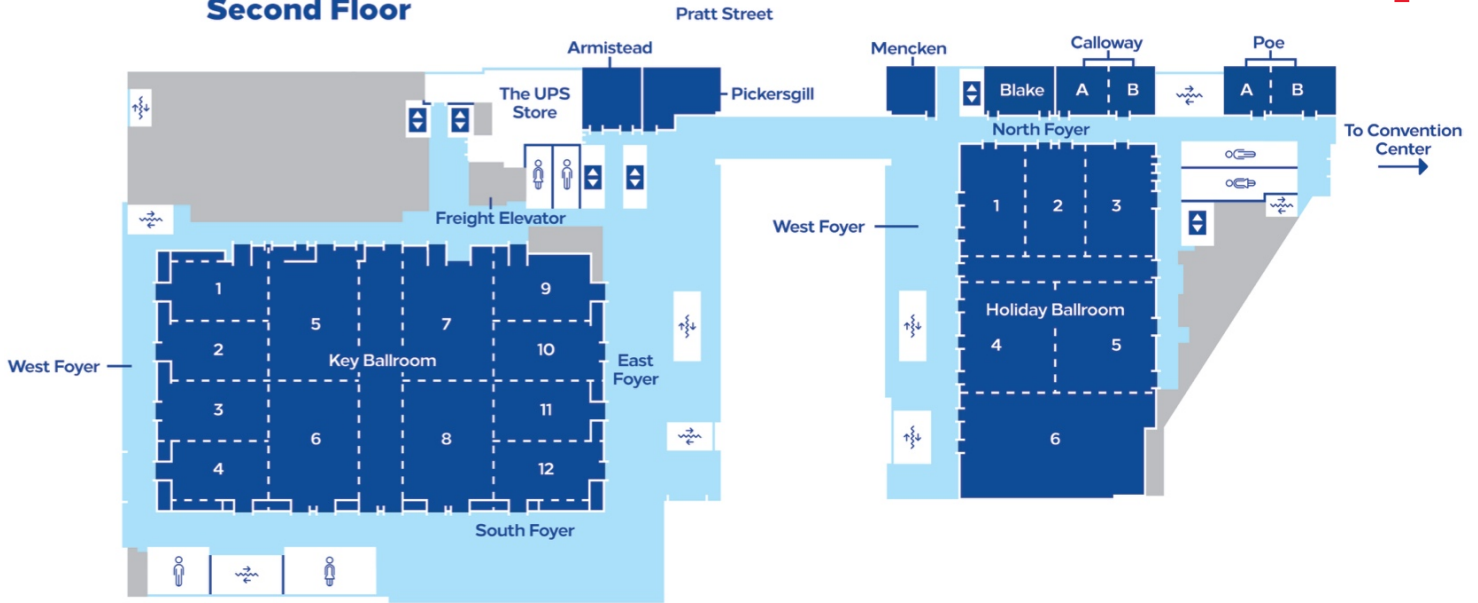 Second Floor
Pratt Street
Armistead
Mencken
Calloway
Poe
The UPS
Store
Pickersgill
Blake
A
B
A
B
North Foyer
To Convention
Center
Freight Elevator
West Foyer
1
2
3
1
5
7
9
2
10
Key Ballroom
Holiday Ballroom
4
5
West Foyer
East
Foyer
3
11
6
8
6
4
12
South Foyer